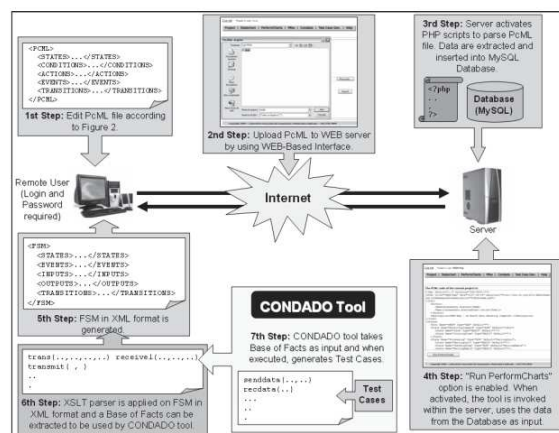 <PCML>
<STATES>...</STATES>
<CONDITIONS>...</CONDITIONS>
<ACTIONS>...</ACTIONS>
<EVENTS>...</EVENTS>
<TRANSITIONS>...</TRANSITIONS>
</PCML>
1st Step: Edit PcML file according
to Figure 2.
2nd Step: Upload PcML to WEB server
by using WEB-Based Interface.
3rd Step: Server activates
PHP scripts to parse PcML
file. Data are extracted and
inserted into MySQL
Database.
<?php
..
.
?>
Database
(MySQL)
Remote User
(Login and
Password
required)
Internet
Server
<FSM>
<STATES>...</STATES>
<EVENTS>...</EVENTS>
<INPUTS>...</INPUTS>
<OUTPUTS>...</OUTPUTS>
<TRANSITIONS>...</TRANSITIONS>
</FSM>
5th Step: FSM in XML format is
generated.
trans(..,..,..,..) receivel(..,..,..)
transmit( , )
..
.
6th Step: XSLT parser is applied on FSM in
XML format and a Base of Facts can be
extracted to be used by CONDADO tool.
CONDADO Tool
7th Step: CONDADO tool takes
Base of Facts as input and when
executed, generates Test Cases.
senddata(..,..)
recdata(..)
...
..
.
Test
Cases
4th Step: "Run PerformCharts"
option is enabled. When
activated, the tool is invoked
within the server, uses the data
from the Database as input.